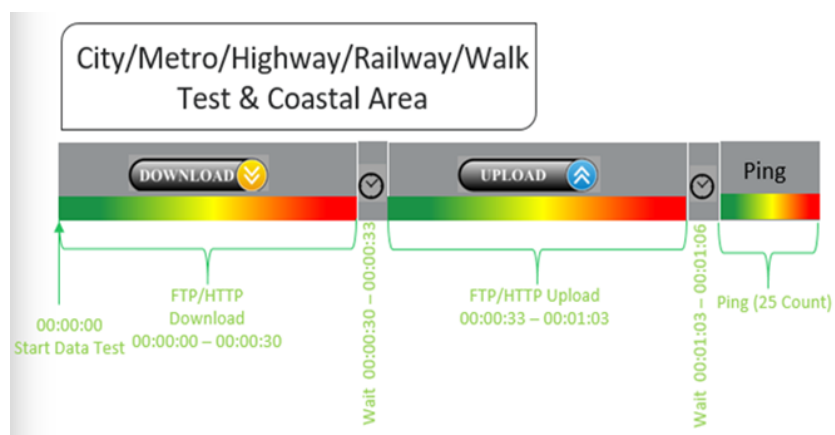 City/Metro/Highway/Railway/Walk
Test & Coastal Area
DOWNLOAD
UPLOAD
Ping
00:00:00
Start Data Test
FTP/HTTP
Download
00:00:00 – 00:00:30
Wait 00:00:30 – 00:00:33
FTP/HTTP Upload
00:00:33 – 00:01:03
Wait 00:01:03 – 00:01:06
Ping (25 Count)